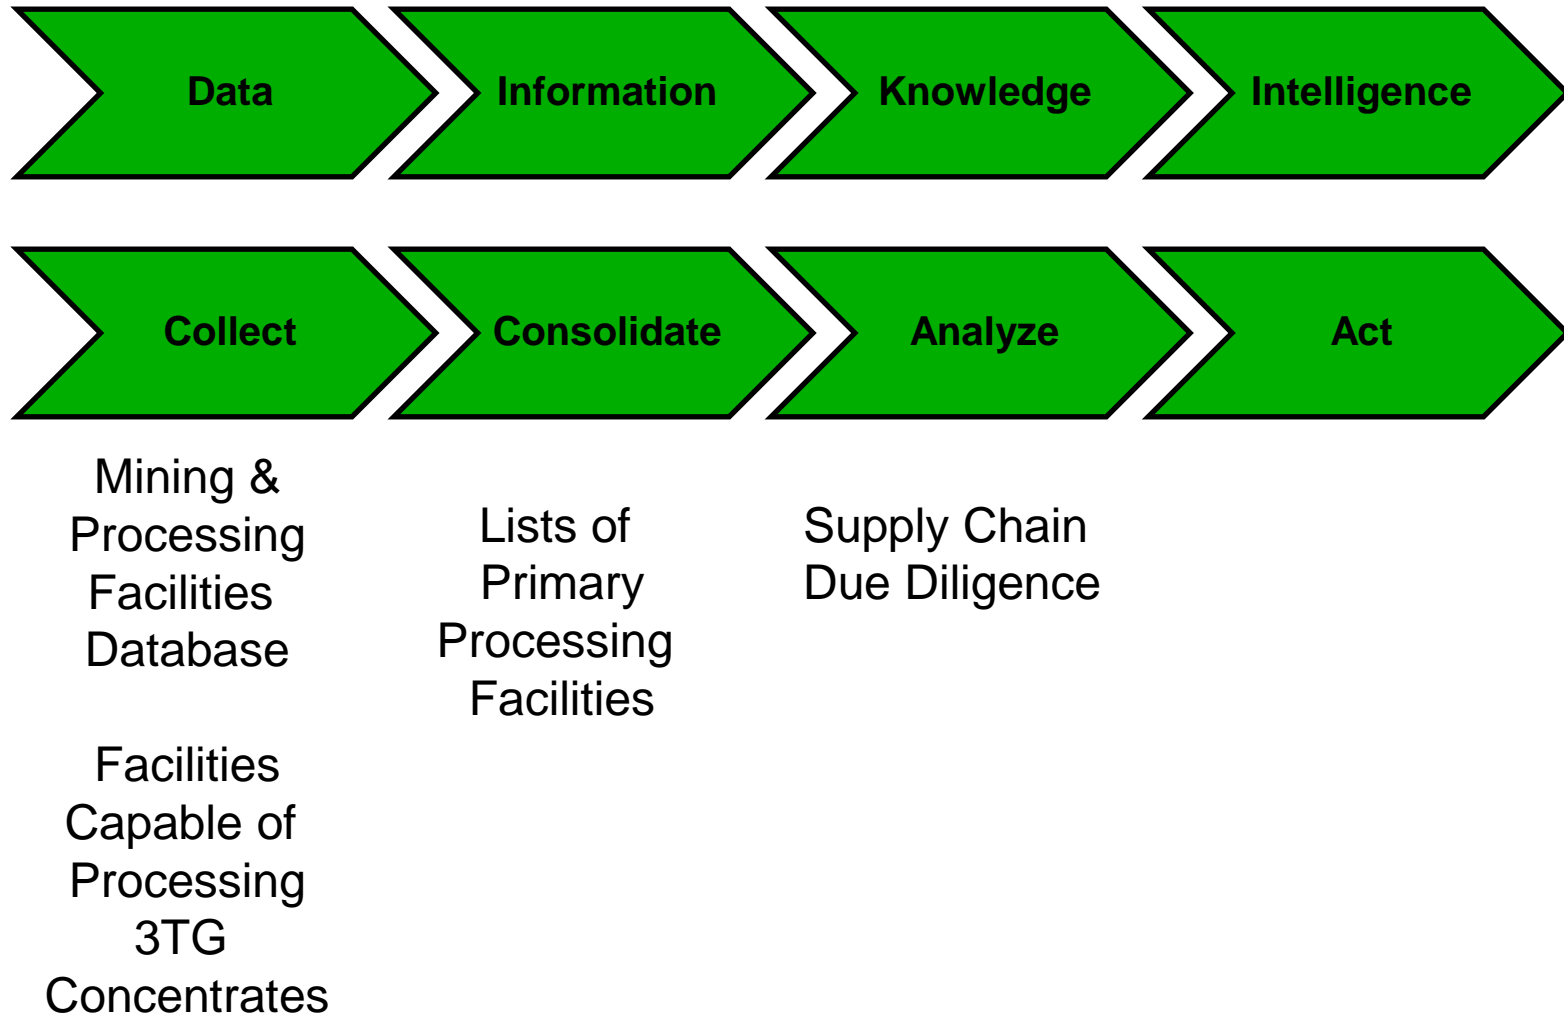 Data
Information
Knowledge
Intelligence
Collect
Consolidate
Analyze
Act
Mining &
Processing
Facilities
Database
Facilities
Capable of
Processing
3TG
Concentrates
Lists of
Primary
Processing
Facilities
Supply Chain
Due Diligence